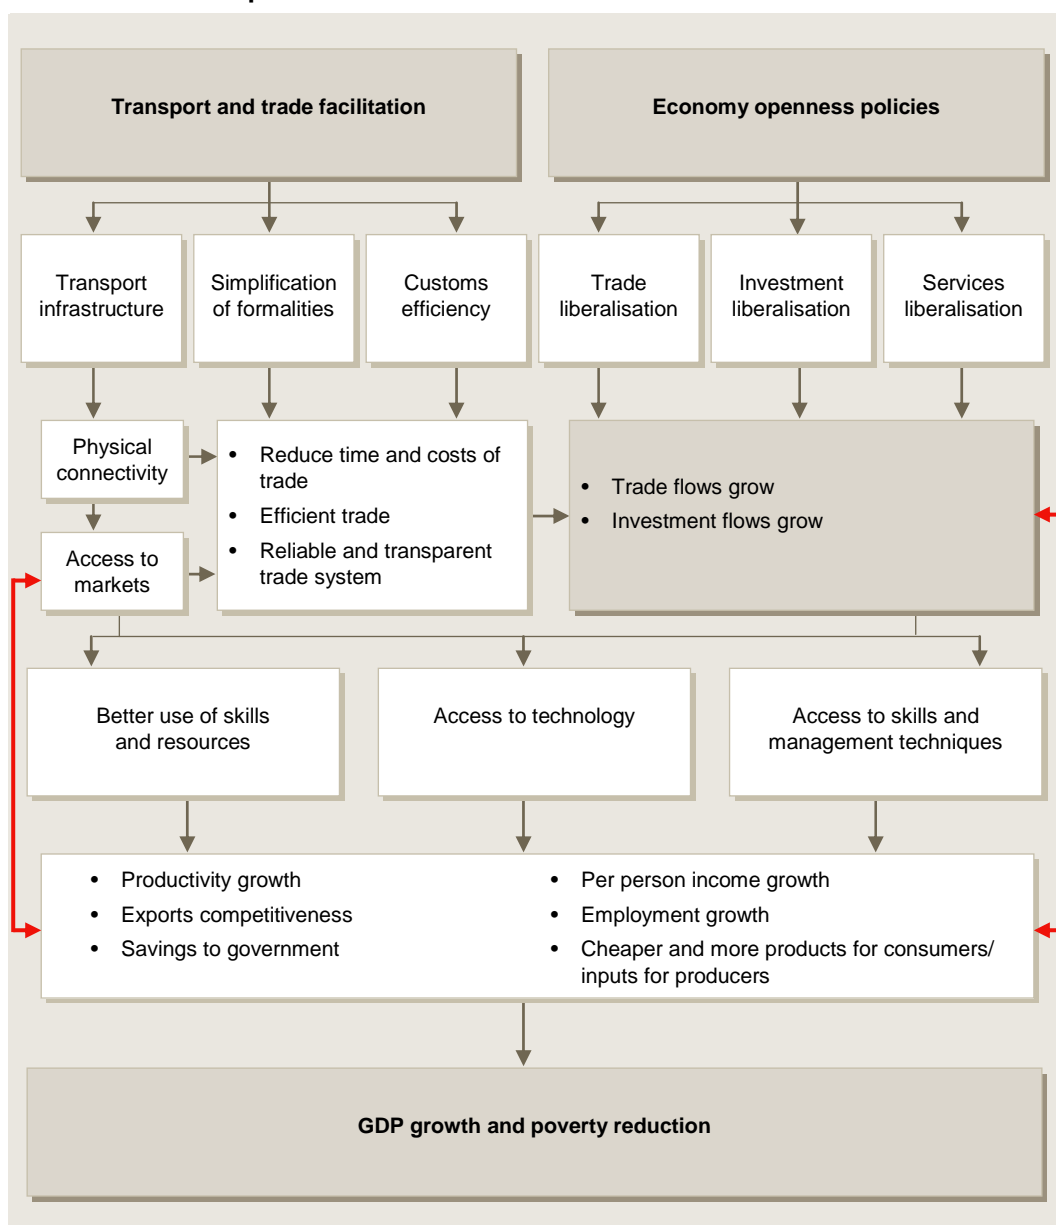 Transport and trade facilitation
Economy openness policies
Transport
infrastructure
Simplification
of formalities
Customs
efficiency
Trade
liberalisation
Investment
liberalisation
Services
liberalisation
Physical
connectivity
• Reduce time and costs of
trade
• Efficient trade
• Reliable and transparent
trade system
• Trade flows grow
• Investment flows grow
Access to
markets
Better use of skills
and resources
Access to technology
Access to skills and
management techniques
• Productivity growth
• Exports competitiveness
• Savings to government
• Per person income growth
• Employment growth
• Cheaper and more products for consumers/
inputs for producers
GDP growth and poverty reduction